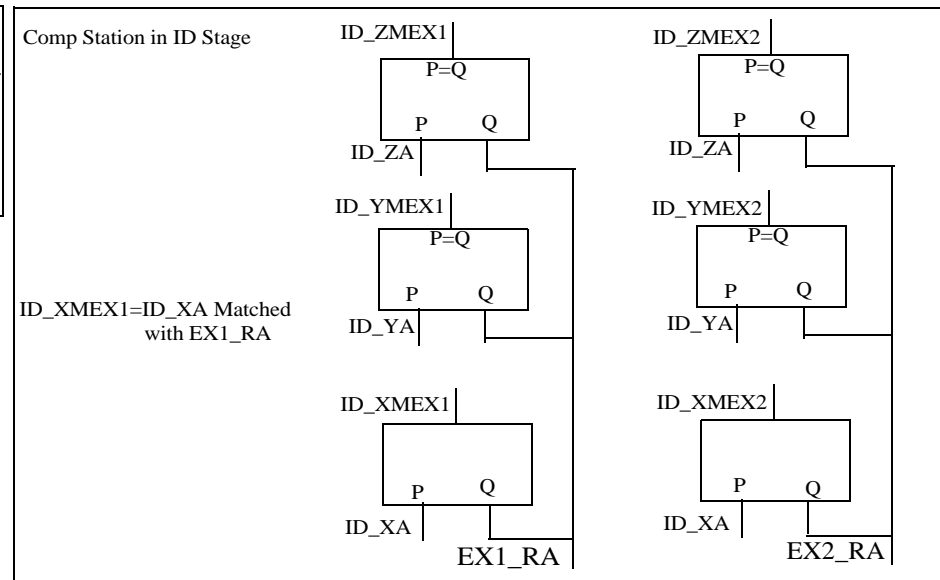 Comp Station in ID Stage
ID_ZMEX1
P=Q
P Q
ID_ZA
ID_ZMEX2
P=Q
P Q
ID_ZA
ID_YMEX1
P=Q
P Q
ID_YA
ID_YMEX2
P=Q
P Q
ID_YA
ID_XMEX1=ID_XA Matched
with EX1_RA
ID_XMEX1
P Q
ID_XA
EX1_RA
ID_XMEX2
P Q
ID_XA
EX2_RA